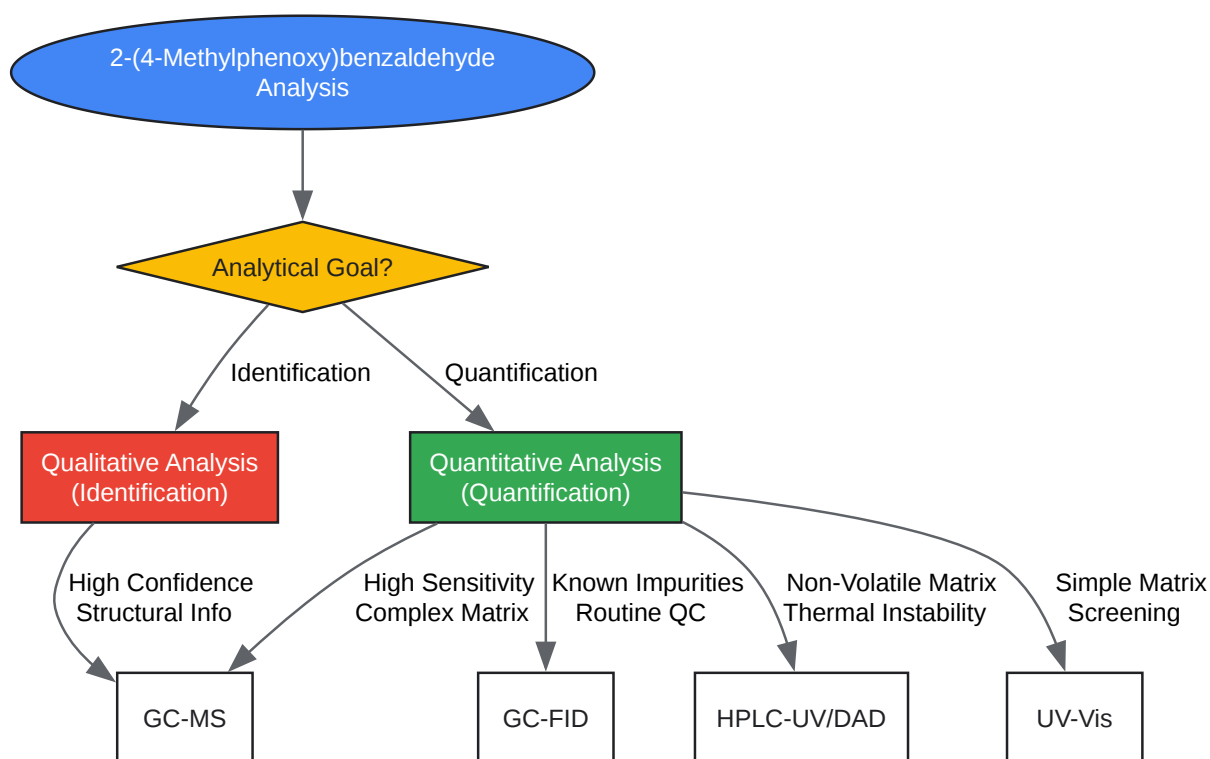 2-(4-Methylphenoxy)benzaldehyde
Analysis
Analytical Goal?
Identification
Quantification
Qualitative Analysis
(Identification)
Quantitative Analysis
(Quantification)
High Confidence
Structural Info
High Sensitivity
Complex Matrix
Known Impurities
Routine QC
Non-Volatile Matrix
Thermal Instability
Simple Matrix
Screening
GC-MS
GC-FID
HPLC-UV/DAD
UV-Vis